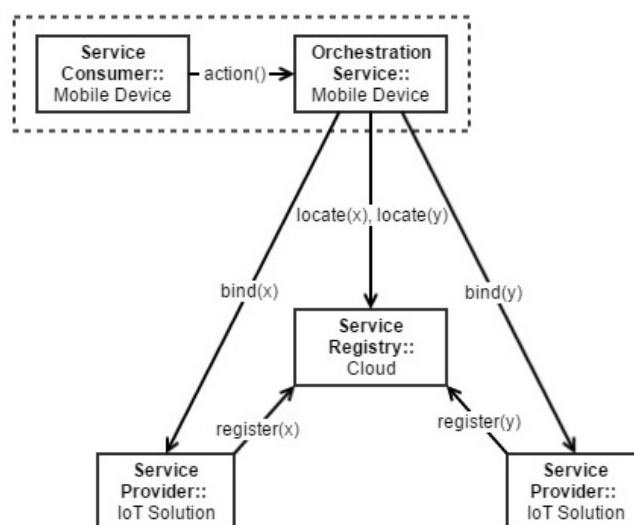 Service
Consumer::
Mobile Device
action()
Orchestration
Service::
Mobile Device
locate(x), locate(y)
bind(x)
bind(y)
Service
Registry::
Cloud
register(x)
register(y)
Service
Provider::
IoT Solution
Service
Provider::
IoT Solution